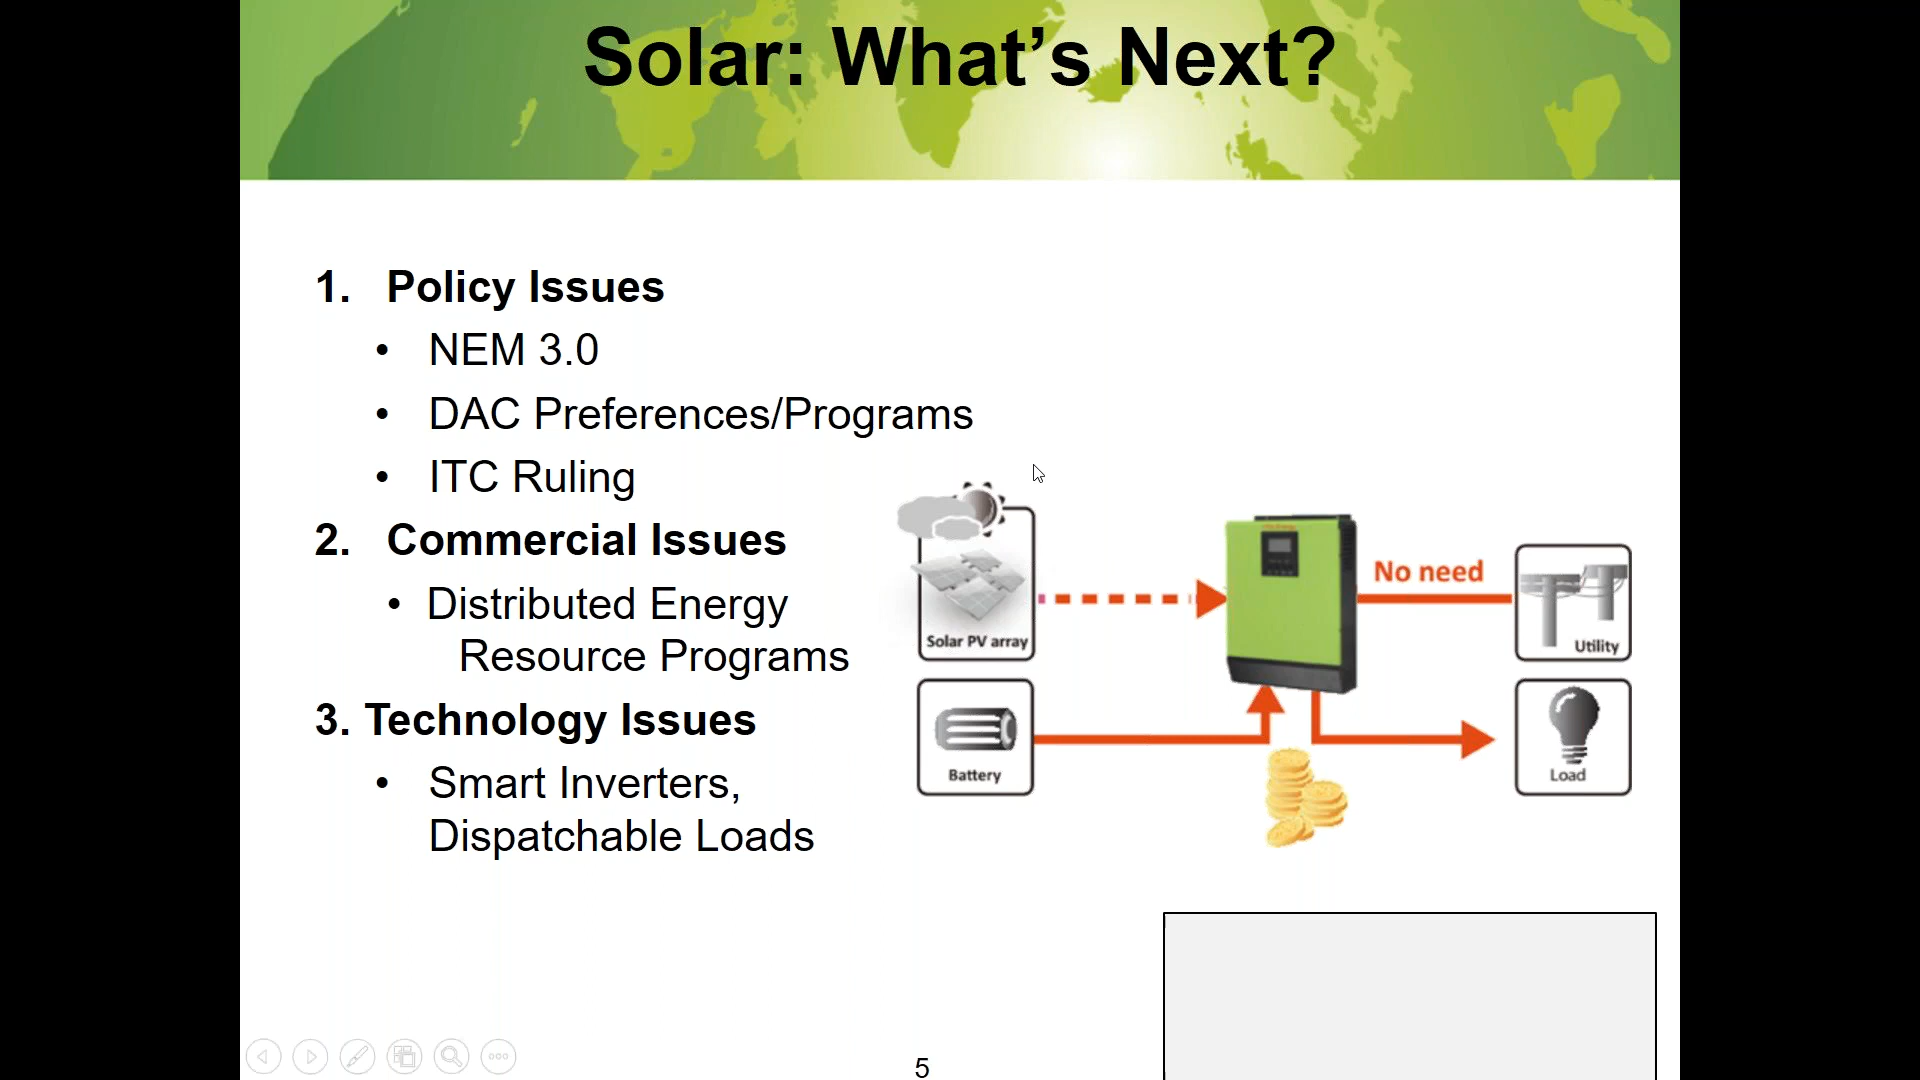 Solar: What’s Next?
1. Policy Issues
• NEM 3.0
• DAC Preferences/Programs
• ITC Ruling
2. Commercial Issues
• Distributed Energy
Resource Programs
3. Technology Issues
• Smart Inverters,
Dispatchable Loads
Solar PV array
Battery
No need
Utility
Load
5